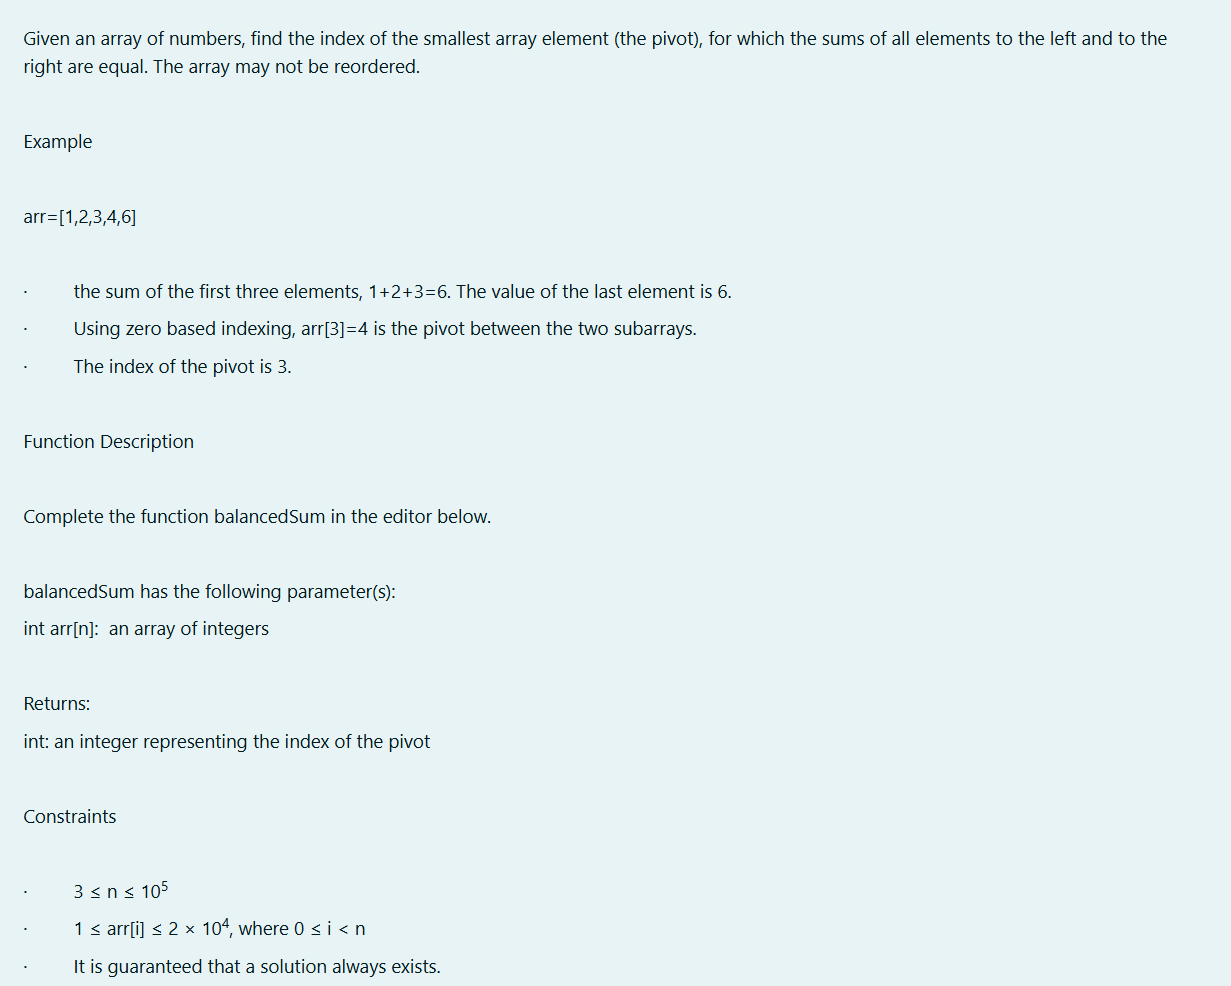 Given an array of numbers, find the index of the smallest array element (the pivot), for which the sums of all elements to the left and to the
right are equal. The array may not be reordered.
Example
arr=[1,2,3,4,6]
· the sum of the first three elements, 1+2+3=6. The value of the last element is 6.
· Using zero based indexing, arr[3]=4 is the pivot between the two subarrays.
· The index of the pivot is 3.
Function Description
Complete the function balancedSum in the editor below.
balancedSum has the following parameter(s):
int arr[n]: an array of integers
Returns:
int: an integer representing the index of the pivot
Constraints
· 3 ≤ n ≤ 10⁵
· 1 ≤ arr[i] ≤ 2 × 10⁴, where 0 ≤ i < n
· It is guaranteed that a solution always exists.